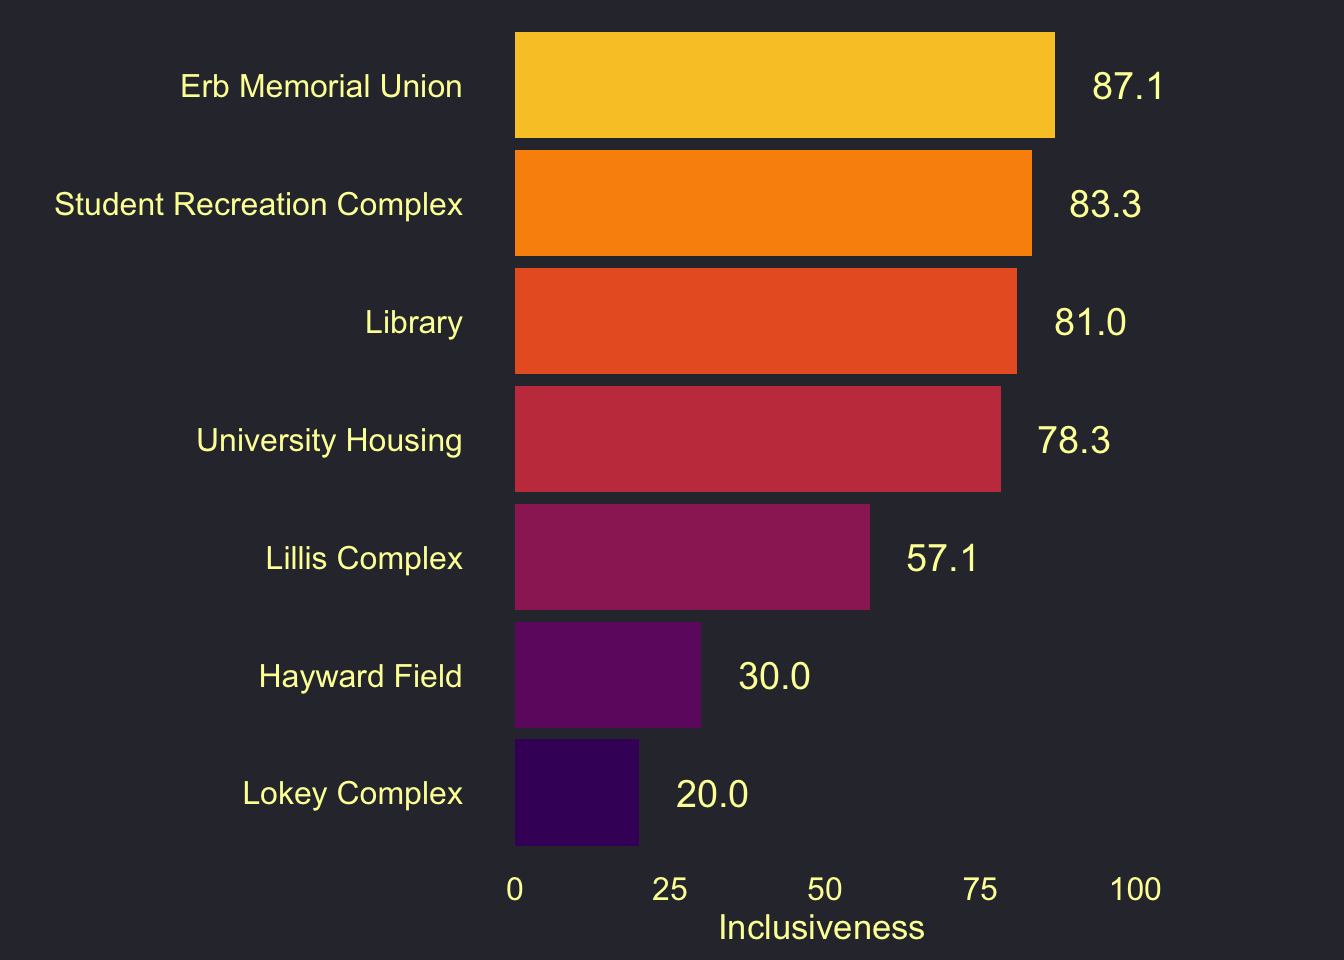 Erb Memorial Union 87.1
Student Recreation Complex 83.3
Library 81.0
University Housing 78.3
Lillis Complex 57.1
Hayward Field 30.0
Lokey Complex 20.0
0 25 50 75 100
Inclusiveness